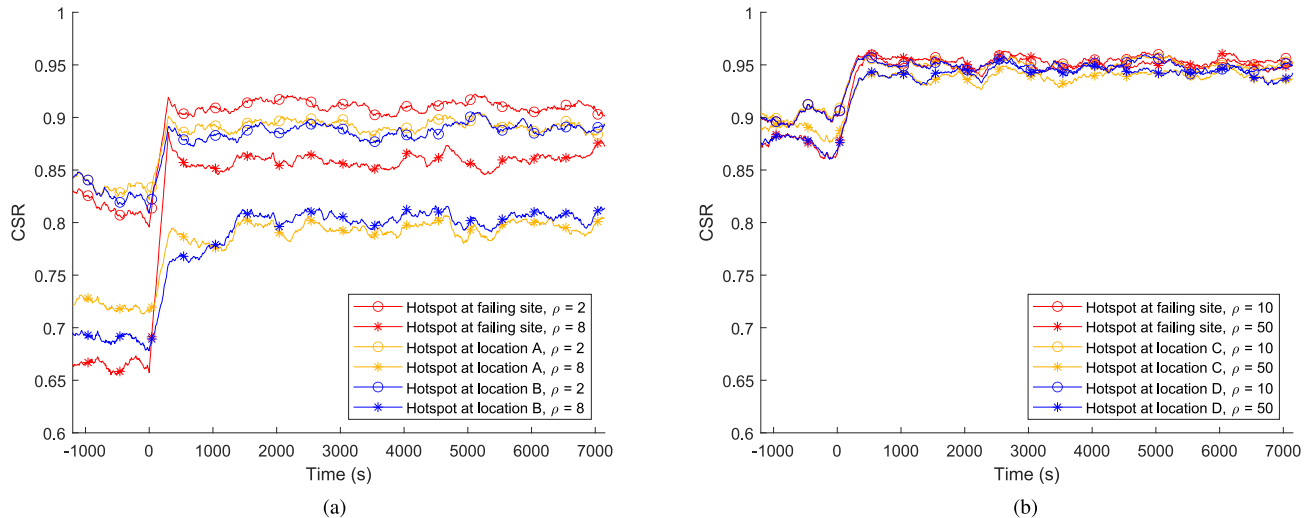 1
0.95
0.9
0.85
0.8
0.75
0.7
0.65
0.6
CSR
-1000 0 1000 2000 3000 4000 5000 6000 7000
Time (s)
Hotspot at failing site, ρ = 2
Hotspot at failing site, ρ = 8
Hotspot at location A, ρ = 2
Hotspot at location A, ρ = 8
Hotspot at location B, ρ = 2
Hotspot at location B, ρ = 8
(a)
1
0.95
0.9
0.85
0.8
0.75
0.7
0.65
0.6
CSR
-1000 0 1000 2000 3000 4000 5000 6000 7000
Time (s)
Hotspot at failing site, ρ = 10
Hotspot at failing site, ρ = 50
Hotspot at location C, ρ = 10
Hotspot at location C, ρ = 50
Hotspot at location D, ρ = 10
Hotspot at location D, ρ = 50
(b)